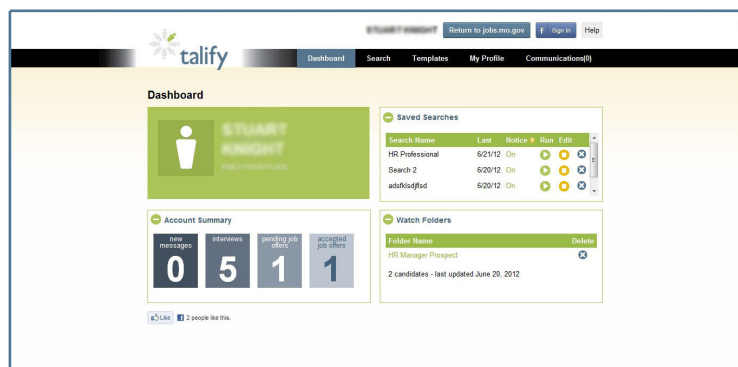 STUART KNIGHT Return to jobs.mo.gov f Sign In Help
talify
Dashboard Search Templates My Profile Communications(0)
Dashboard
STUART
KNIGHT
Saved Searches
Search Name Last Notice Run Edit
HR Professional 6/21/12 On
Search 2 6/20/12 On
adsfklsdjflsd 6/20/12 On
Account Summary
new messages 0
interviews 5
pending job offers 1
accepted job offers 1
Watch Folders
Folder Name Delete
HR Manager Prospect
2 candidates - last updated June 20, 2012
Like f 2 people like this.